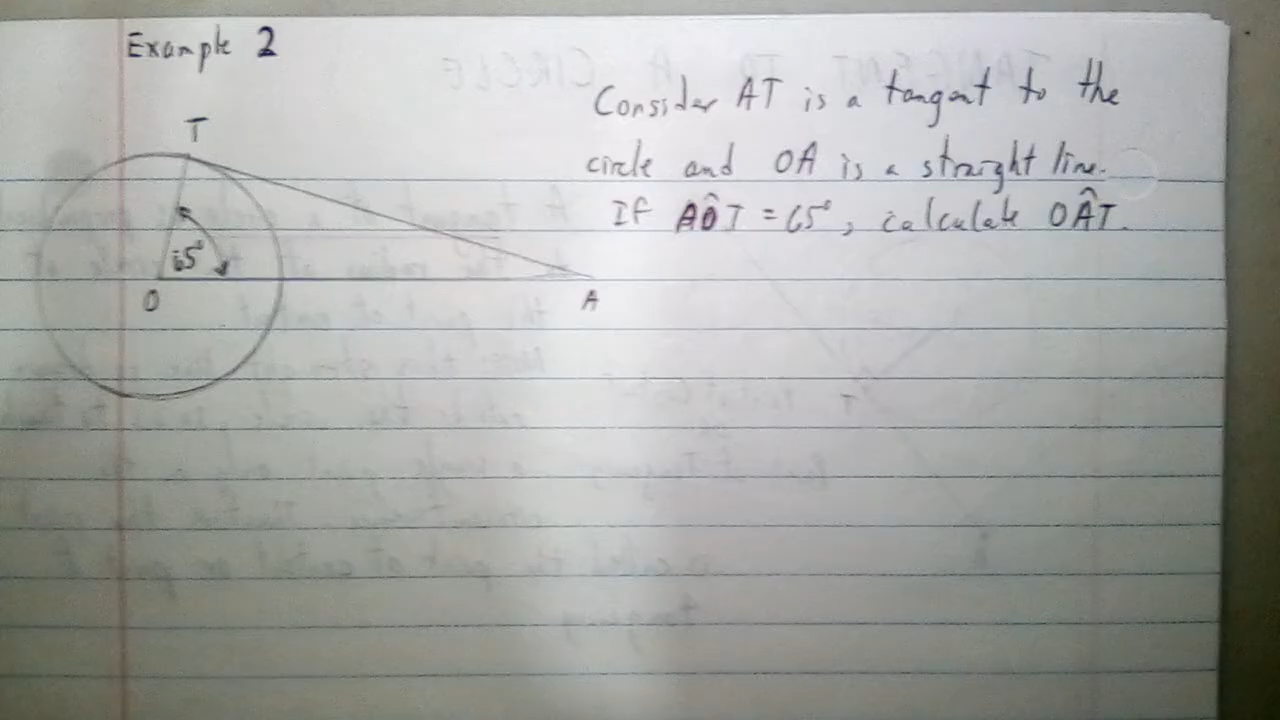 Example 2
Consider AT is a tangent to the
circle and OA is a straight line.
If AÔT = 65°, calculate OÂT.
T
65°
O
A